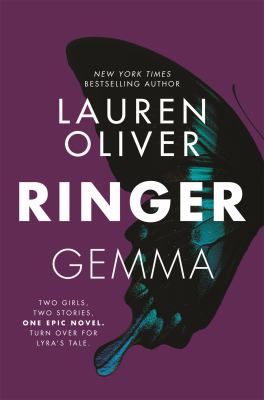 NEW YORK TIMES
BESTSELLING AUTHOR
LAUREN
OLIVER
RINGER
GEMMA
TWO GIRLS,
TWO STORIES,
ONE EPIC NOVEL.
TURN OVER FOR
LYRA'S TALE.